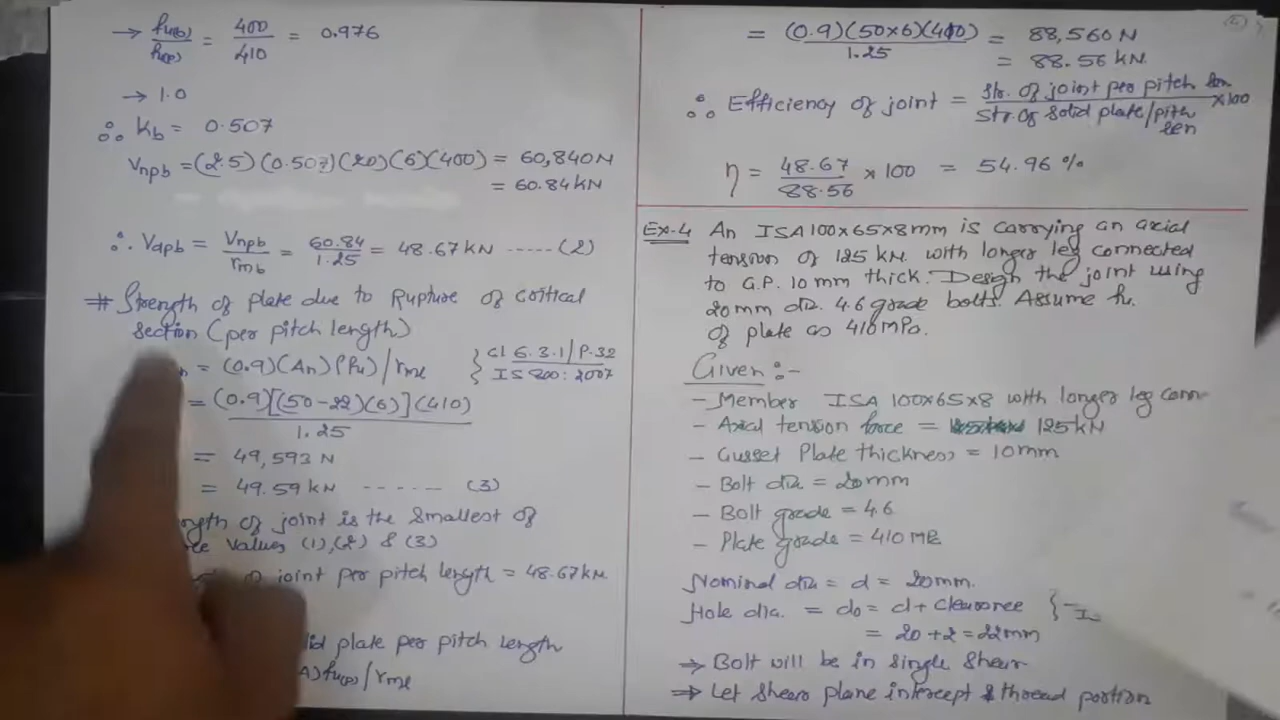 → fu(b)/fu(p) = 400/410 = 0.976
→ 1.0
∴ Kb = 0.507
Vnpb = (2.5)(0.507)(20)(6)(400) = 60,840 N
= 60.84 kN
∴ Vdpb = Vnpb/rmb = 60.84/1.25 = 48.67 kN ----- (2)
# Strength of plate due to Rupture of critical
section (per pitch length)
= (0.9)(An)(fu)/rml } cl 6.3.1/P.32
IS 800:2007
= (0.9)[(50-22)(6)](410)
1.25
= 49,593 N
= 49.59 kN ------ (3)
of joint is the smallest of
values (1),(2) & (3)
joint per pitch length = 48.67 kN
plate per pitch length
fu(p)/rml
= (0.9)(50×6)(410)/1.25 = 88,560 N
= 88.56 kN
∴ Efficiency of joint = Str. of joint per pitch len ×100
Str. of solid plate/pith
len
η = 48.67/88.56 × 100 = 54.96 %
Ex-4 An ISA 100×65×8mm is carrying an axial
tension of 125 kN. with longer leg connected
to G.P. 10 mm thick. Design the joint using
20mm dia. 4.6 grade bolts. Assume fu
of plate as 410 MPa.
Given :-
- Member ISA 100×65×8 with longer leg conn
- Axial tension force = 125 kN
- Gusset Plate thickness = 10mm
- Bolt dia = 20mm
- Bolt grade = 4.6
- Plate grade = 410 MPa
Nominal dia = d = 20mm.
Hole dia. = do = d + clearance }
= 20 + 2 = 22mm
→ Bolt will be in single shear
⇒ Let shear plane intercept thread portion